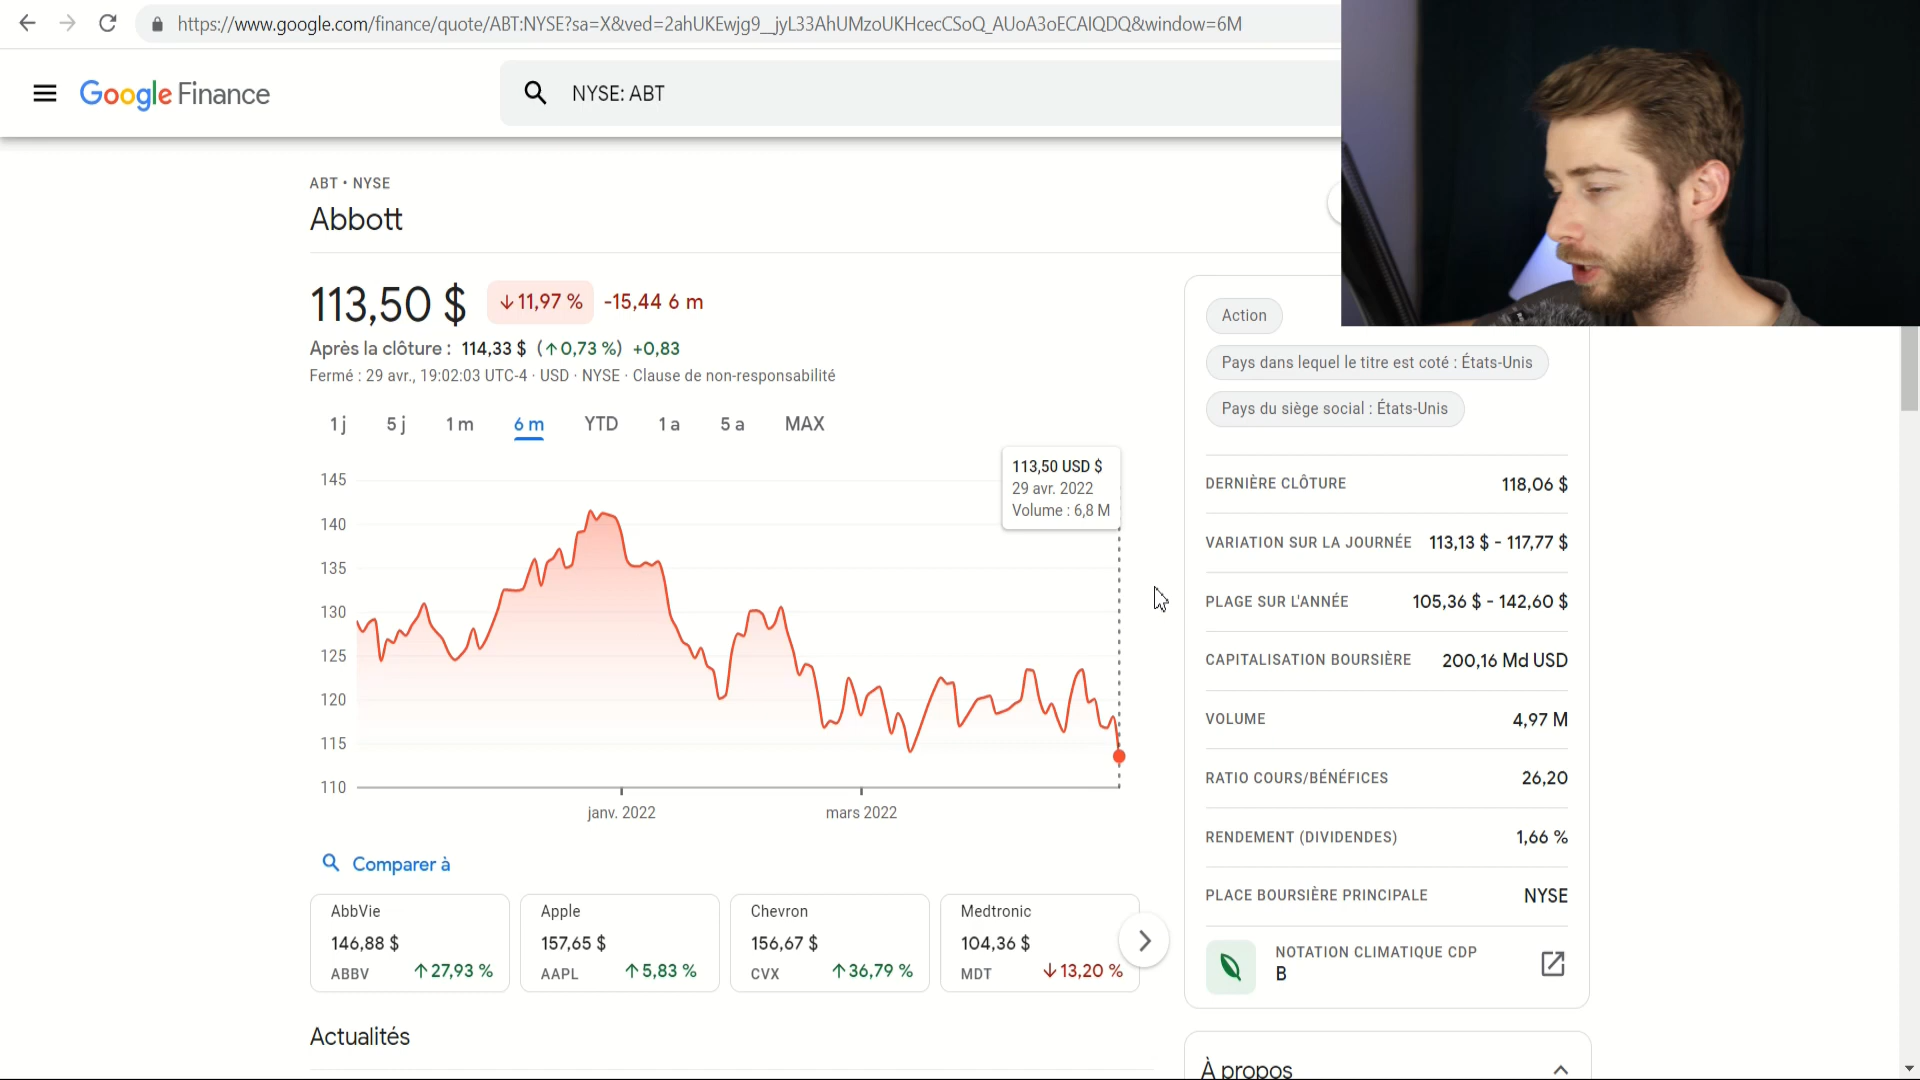 https://www.google.com/finance/quote/ABT:NYSE?sa=X&ved=2ahUKEwjg9__jyL33AhUMzoUKHcecCSoQ_AUoA3oECAIQDQ&window=6M
Google Finance
NYSE: ABT
ABT • NYSE
Abbott
113,50 $ ↓11,97 % -15,44 6 m
Après la clôture : 114,33 $ (↑0,73 %) +0,83
Fermé : 29 avr., 19:02:03 UTC-4 · USD · NYSE · Clause de non-responsabilité
1 j 5 j 1 m 6 m YTD 1 a 5 a MAX
113,50 USD $
29 avr. 2022
Volume : 6,8 M
145
140
135
130
125
120
115
110
janv. 2022 mars 2022
Comparer à
AbbVie
146,88 $
ABBV ↑27,93 %
Apple
157,65 $
AAPL ↑5,83 %
Chevron
156,67 $
CVX ↑36,79 %
Medtronic
104,36 $
MDT ↓13,20 %
Actualités
Action
Pays dans lequel le titre est coté : États-Unis
Pays du siège social : États-Unis
DERNIÈRE CLÔTURE 118,06 $
VARIATION SUR LA JOURNÉE 113,13 $ - 117,77 $
PLAGE SUR L'ANNÉE 105,36 $ - 142,60 $
CAPITALISATION BOURSIÈRE 200,16 Md USD
VOLUME 4,97 M
RATIO COURS/BÉNÉFICES 26,20
RENDEMENT (DIVIDENDES) 1,66 %
PLACE BOURSIÈRE PRINCIPALE NYSE
NOTATION CLIMATIQUE CDP
B
À propos